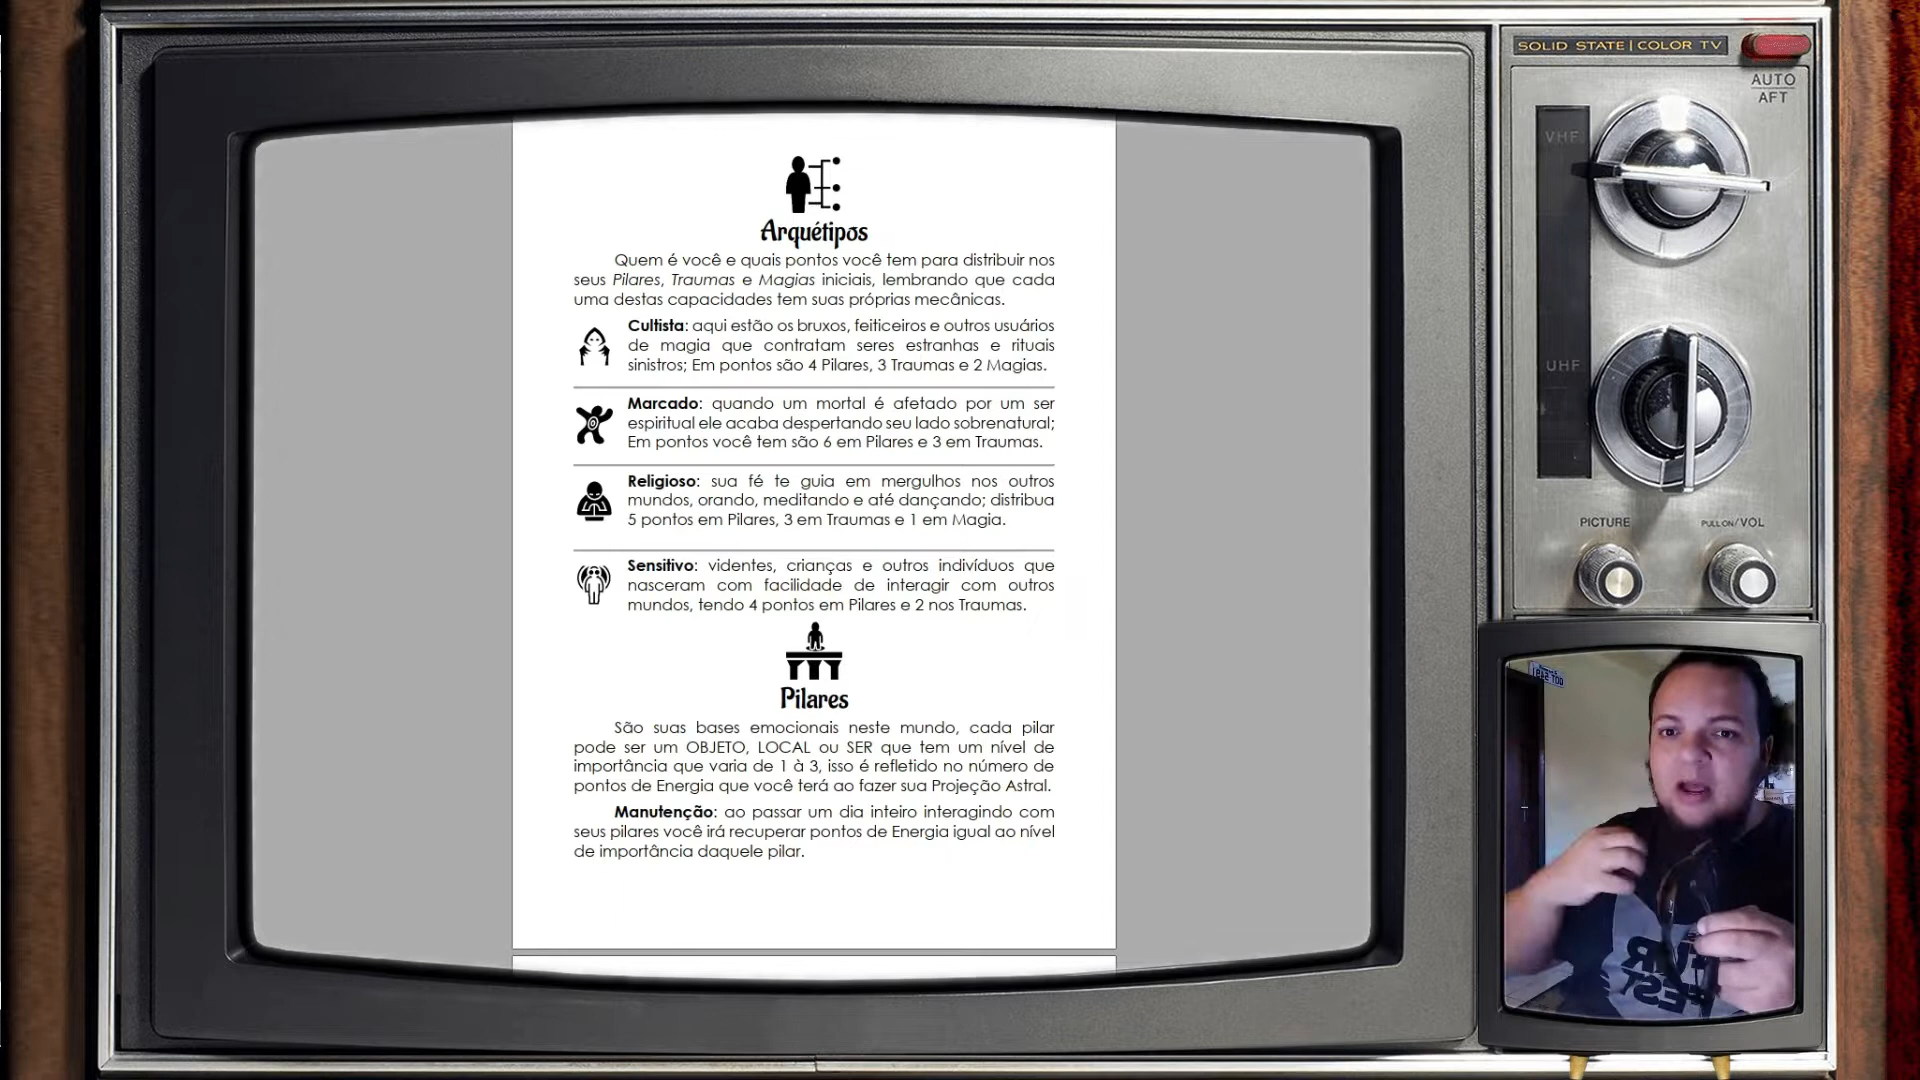 SOLID STATE | COLOR TV
AUTO
AFT
VHF
UHF
PICTURE
PULL ON/VOL
Arquétipos
Quem é você e quais pontos você tem para distribuir nos
seus Pilares, Traumas e Magias iniciais, lembrando que cada
uma destas capacidades tem suas próprias mecânicas.
Cultista: aqui estão os bruxos, feiticeiros e outros usuários
de magia que contratam seres estranhas e rituais
sinistros; Em pontos são 4 Pilares, 3 Traumas e 2 Magias.
Marcado: quando um mortal é afetado por um ser
espiritual ele acaba despertando seu lado sobrenatural;
Em pontos você tem são 6 em Pilares e 3 em Traumas.
Religioso: sua fé te guia em mergulhos nos outros
mundos, orando, meditando e até dançando; distribua
5 pontos em Pilares, 3 em Traumas e 1 em Magia.
Sensitivo: videntes, crianças e outros indivíduos que
nasceram com facilidade de interagir com outros
mundos, tendo 4 pontos em Pilares e 2 nos Traumas.
Pilares
São suas bases emocionais neste mundo, cada pilar
pode ser um OBJETO, LOCAL ou SER que tem um nível de
importância que varia de 1 à 3, isso é refletido no número de
pontos de Energia que você terá ao fazer sua Projeção Astral.
Manutenção: ao passar um dia inteiro interagindo com
seus pilares você irá recuperar pontos de Energia igual ao nível
de importância daquele pilar.